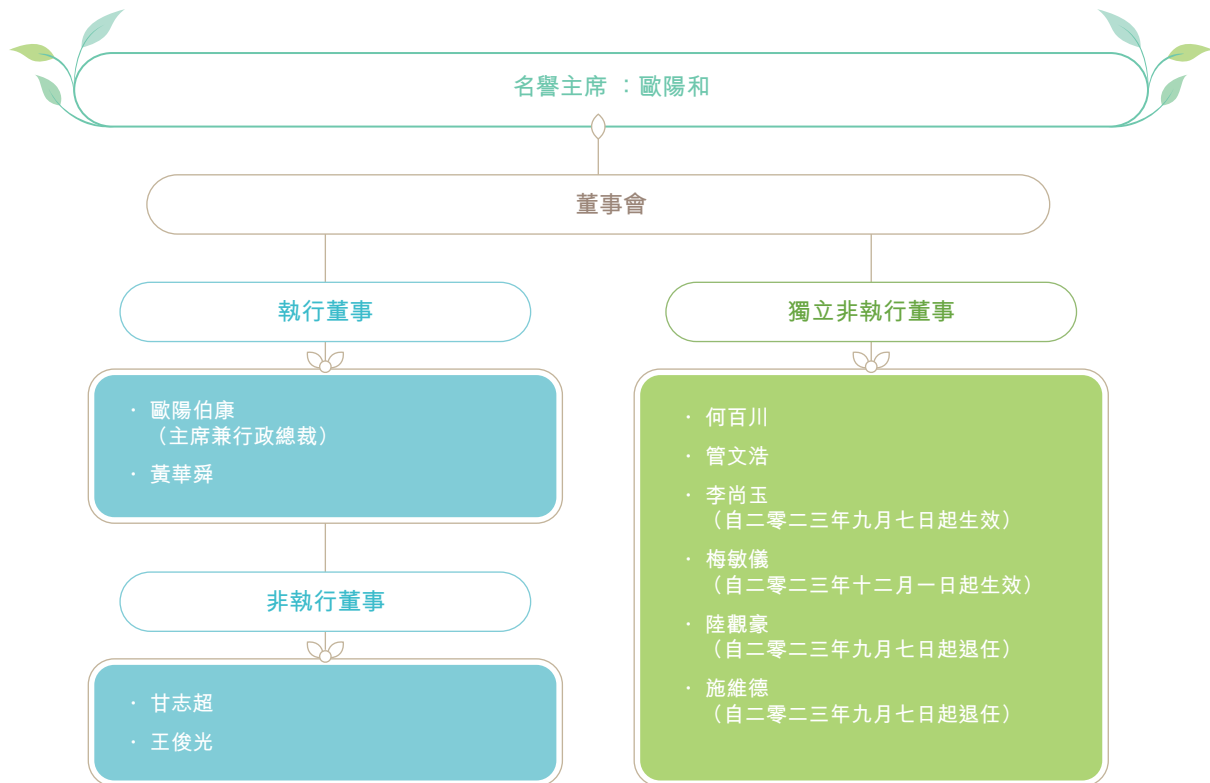 名譽主席 ：歐陽和
董事會
執行董事
· 歐陽伯康
（主席兼行政總裁）
· 黃華舜
非執行董事
· 甘志超
· 王俊光
獨立非執行董事
· 何百川
· 管文浩
· 李尚玉
（自二零二三年九月七日起生效）
· 梅敏儀
（自二零二三年十二月一日起生效）
· 陸觀豪
（自二零二三年九月七日起退任）
· 施維德
（自二零二三年九月七日起退任）